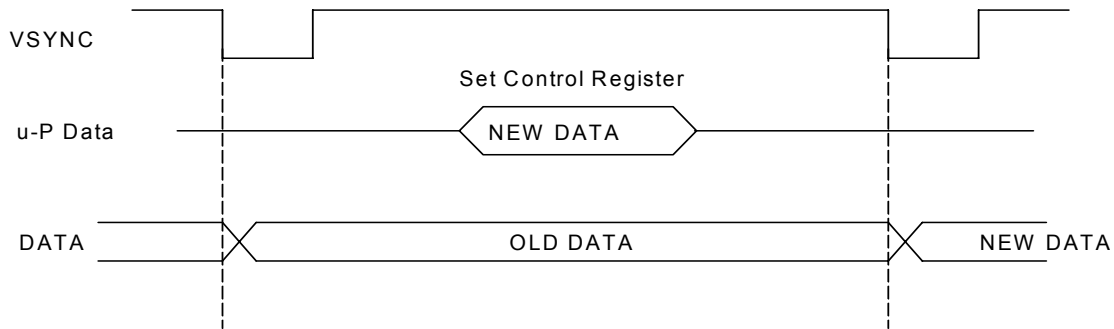 VSYNC
Set Control Register
u-P Data
NEW DATA
DATA
OLD DATA
NEW DATA